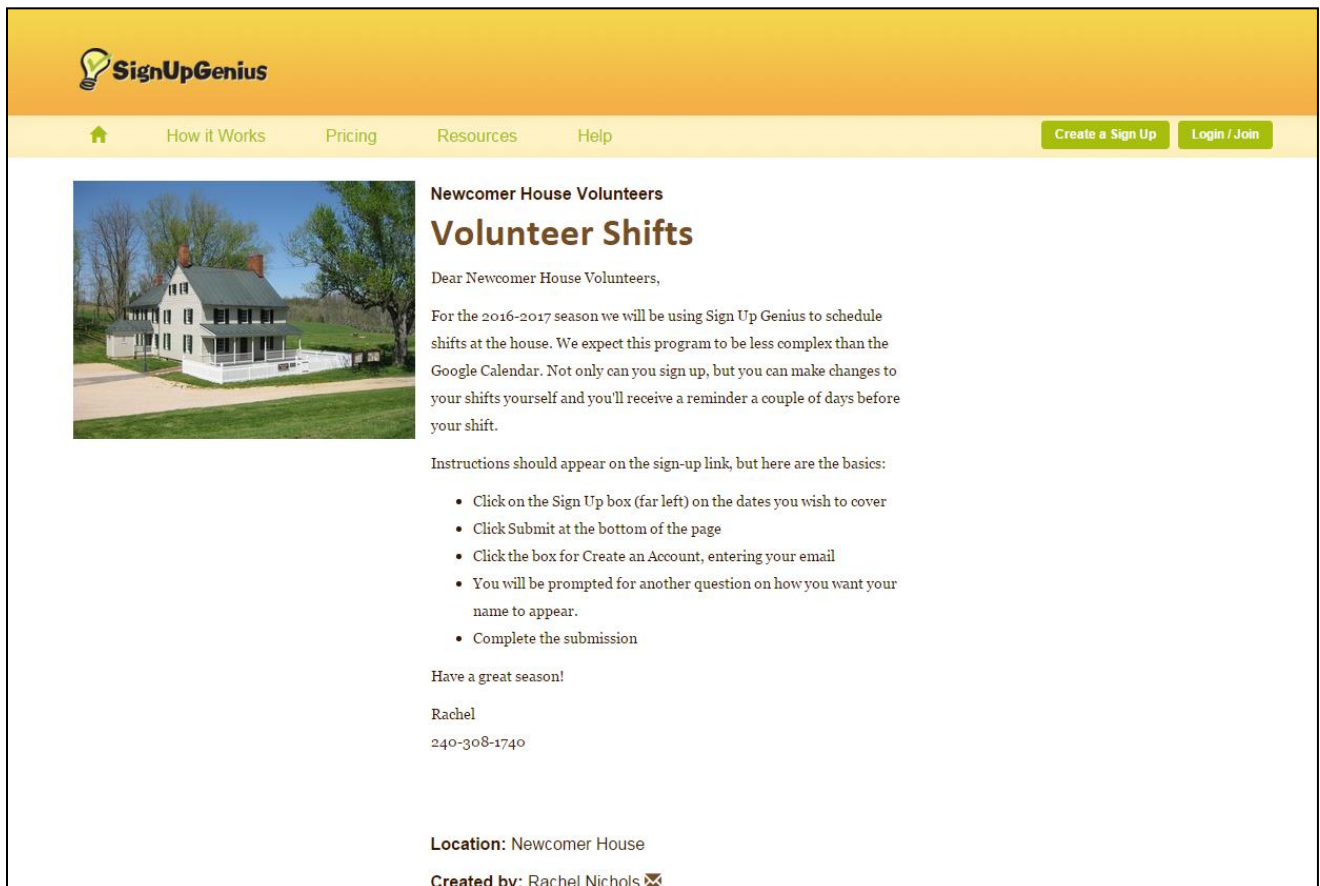 SignUpGenius
How it Works Pricing Resources Help Create a Sign Up Login / Join
Newcomer House Volunteers
Volunteer Shifts
Dear Newcomer House Volunteers,
For the 2016-2017 season we will be using Sign Up Genius to schedule
shifts at the house. We expect this program to be less complex than the
Google Calendar. Not only can you sign up, but you can make changes to
your shifts yourself and you'll receive a reminder a couple of days before
your shift.
Instructions should appear on the sign-up link, but here are the basics:
• Click on the Sign Up box (far left) on the dates you wish to cover
• Click Submit at the bottom of the page
• Click the box for Create an Account, entering your email
• You will be prompted for another question on how you want your
name to appear.
• Complete the submission
Have a great season!
Rachel
240-308-1740
Location: Newcomer House
Created by: Rachel Nichols